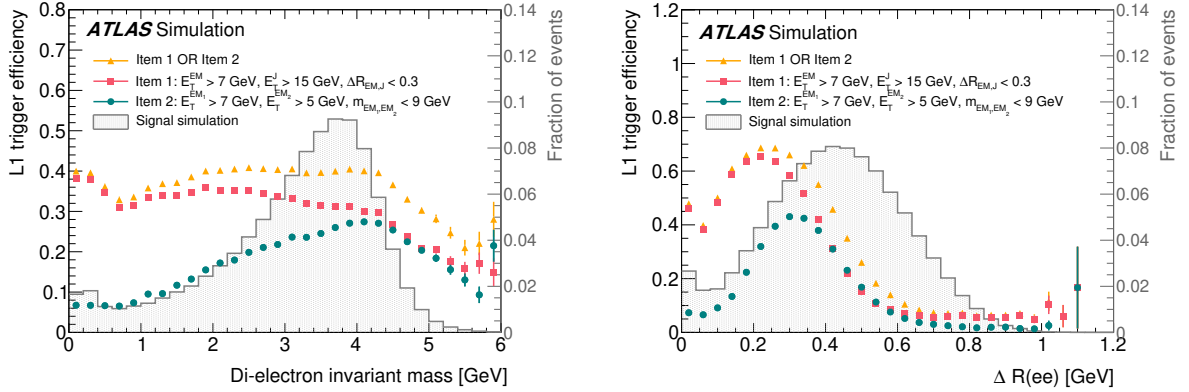 ATLAS Simulation
Item 1 OR Item 2
Item 1: E_T^EM > 7 GeV, E_T^J > 15 GeV, ΔR_EM,J < 0.3
Item 2: E_T^EM_1 > 7 GeV, E_T^EM_2 > 5 GeV, m_EM_1,EM_2 < 9 GeV
Signal simulation
L1 trigger efficiency
0.8
0.7
0.6
0.5
0.4
0.3
0.2
0.1
0
Fraction of events
0.14
0.12
0.1
0.08
0.06
0.04
0.02
0
0 1 2 3 4 5 6
Di-electron invariant mass [GeV]
ATLAS Simulation
Item 1 OR Item 2
Item 1: E_T^EM > 7 GeV, E_T^J > 15 GeV, ΔR_EM,J < 0.3
Item 2: E_T^EM_1 > 7 GeV, E_T^EM_2 > 5 GeV, m_EM_1,EM_2 < 9 GeV
Signal simulation
L1 trigger efficiency
1.2
1
0.8
0.6
0.4
0.2
0
Fraction of events
0.14
0.12
0.1
0.08
0.06
0.04
0.02
0
0 0.2 0.4 0.6 0.8 1 1.2
Δ R(ee) [GeV]